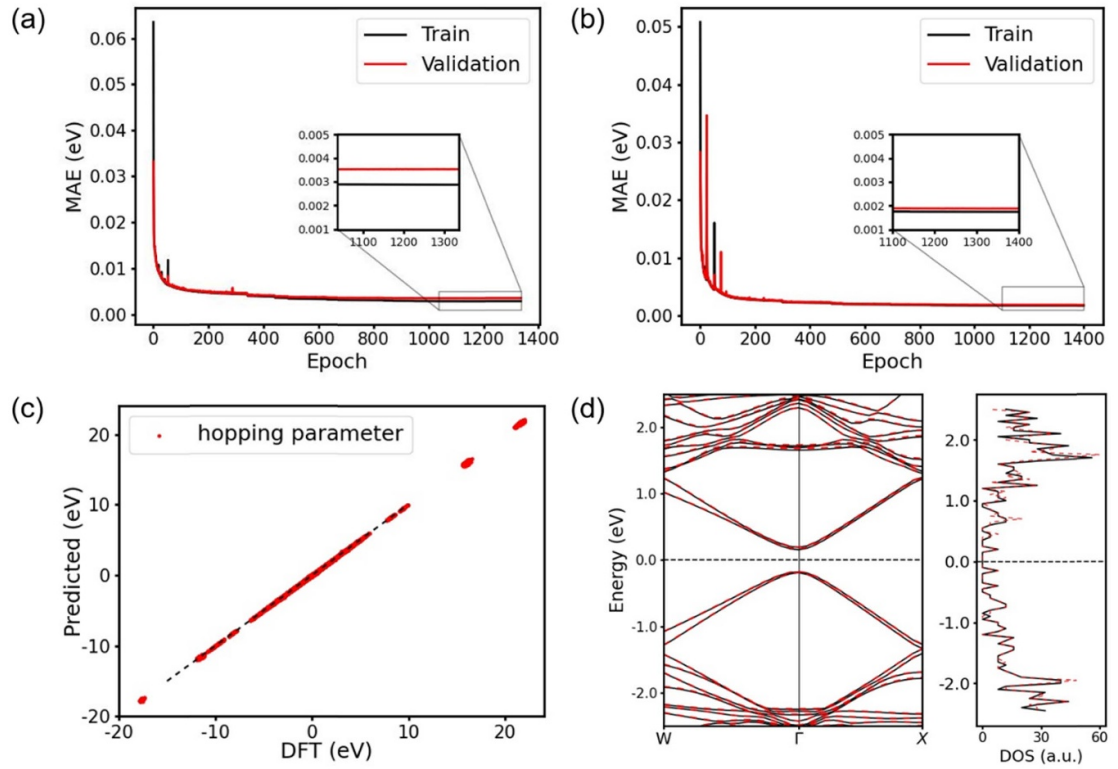 (a)
MAE (eV)
0.06
0.05
0.04
0.03
0.02
0.01
0.00
Train
Validation
0.005
0.004
0.003
0.002
0.001
1100 1200 1300
0 200 400 600 800 1000 1200 1400
Epoch
(b)
MAE (eV)
0.05
0.04
0.03
0.02
0.01
0.00
Train
Validation
0.005
0.004
0.003
0.002
0.001
1100 1200 1300 1400
0 200 400 600 800 1000 1200 1400
Epoch
(c)
Predicted (eV)
20
10
0
-10
-20
hopping parameter
-20 -10 0 10 20
DFT (eV)
(d)
Energy (eV)
2.0
1.0
0.0
-1.0
-2.0
W Γ X
2.0
1.0
0.0
-1.0
-2.0
0 30 60
DOS (a.u.)